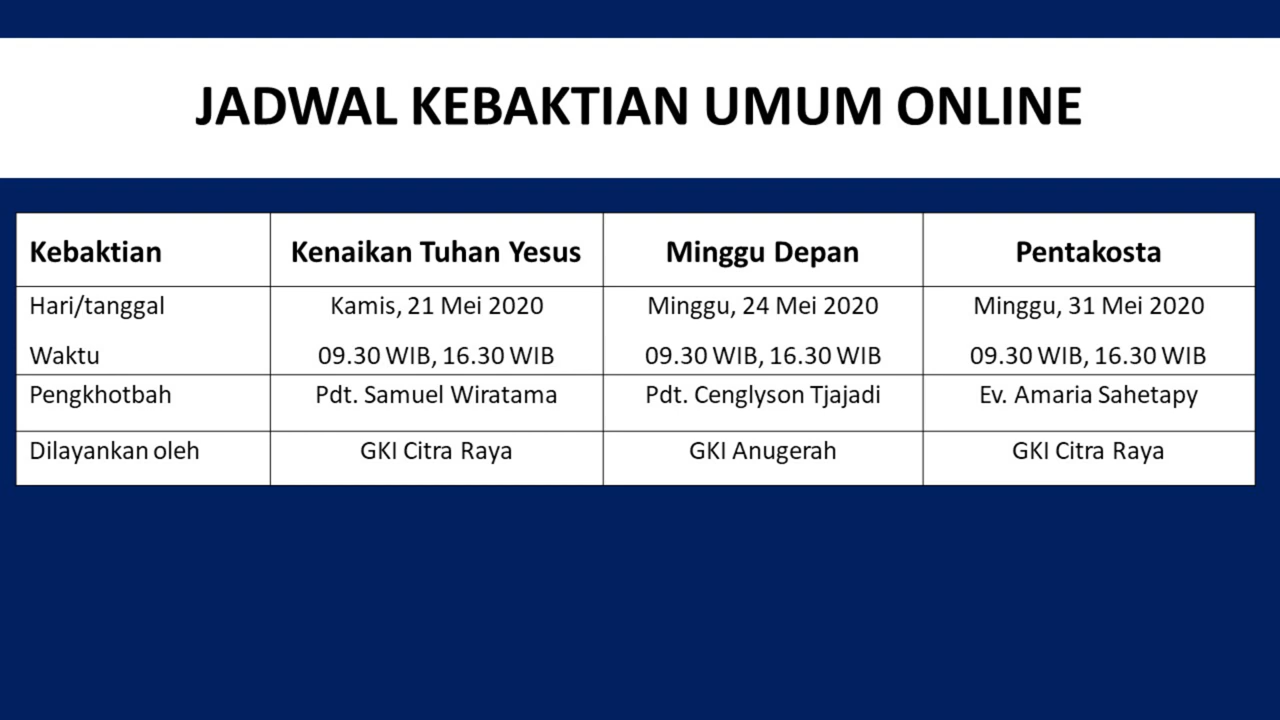 JADWAL KEBAKTIAN UMUM ONLINE
Kebaktian Kenaikan Tuhan Yesus Minggu Depan Pentakosta
Hari/tanggal Kamis, 21 Mei 2020 Minggu, 24 Mei 2020 Minggu, 31 Mei 2020
Waktu 09.30 WIB, 16.30 WIB 09.30 WIB, 16.30 WIB 09.30 WIB, 16.30 WIB
Pengkhotbah Pdt. Samuel Wiratama Pdt. Cenglyson Tjajadi Ev. Amaria Sahetapy
Dilayankan oleh GKI Citra Raya GKI Anugerah GKI Citra Raya